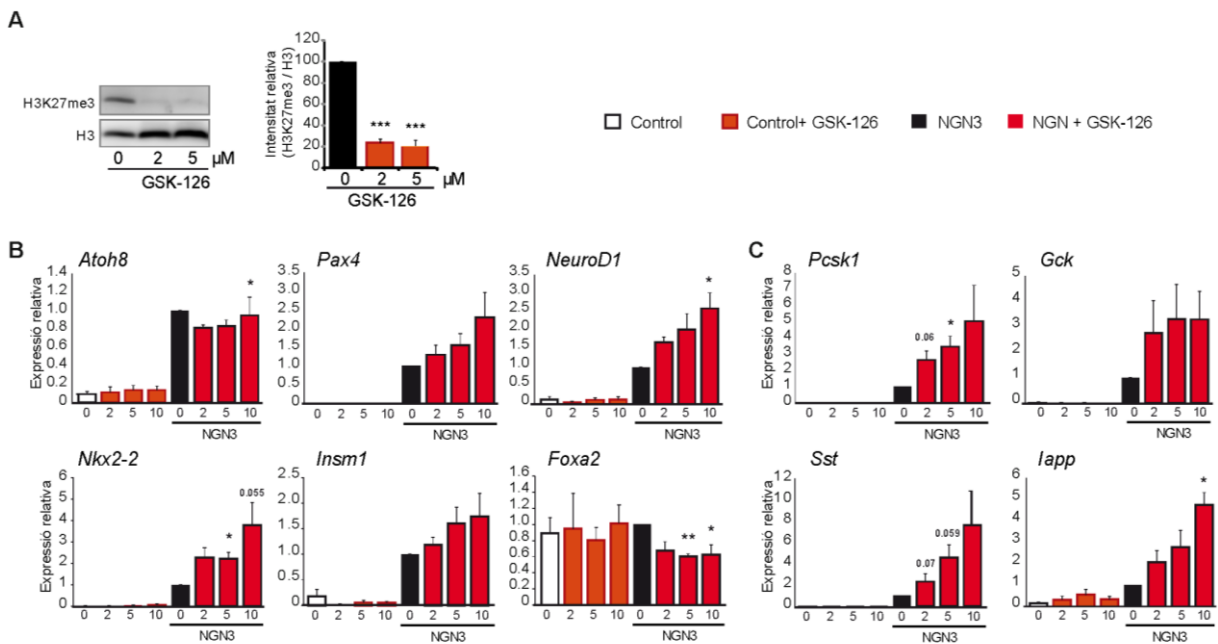 A
H3K27me3
H3
0 2 5 µM
GSK-126
Intensitat relativa
(H3K27me3 / H3)
120
100
80
60
40
20
*** ***
0 2 5 µM
GSK-126
Control
Control+ GSK-126
NGN3
NGN + GSK-126
B
Atoh8
Expressió relativa
1.4
1.2
1.0
0.8
0.6
0.4
0.2
0
*
0 2 5 10 0 2 5 10
NGN3
Pax4
3.5
3.0
2.5
2.0
1.5
1.0
0.5
0
0 2 5 10 0 2 5 10
NGN3
NeuroD1
3.5
3.0
2.5
2.0
1.5
1.0
0.5
0
*
0 2 5 10 0 2 5 10
NGN3
Nkx2-2
Expressió relativa
6
5
4
3
2
1
0
* 0.055
0 2 5 10 0 2 5 10
NGN3
Insm1
2.5
2.0
1.5
1.0
0.5
0
0 2 5 10 0 2 5 10
NGN3
Foxa2
1.6
1.4
1.2
1.0
0.8
0.6
0.4
0.2
0
** *
0 2 5 10 0 2 5 10
NGN3
C
Pcsk1
Expressió relativa
8
6
5
4
3
2
1
0
0.06 *
0 2 5 10 0 2 5 10
NGN3
Gck
5
4
3
2
1
0
0 2 5 10 0 2 5 10
NGN3
Sst
Expressió relativa
12
10
8
6
4
2
0
0.07 0.059
0 2 5 10 0 2 5 10
NGN3
Iapp
6
5
4
3
2
1
0
*
0 2 5 10 0 2 5 10
NGN3